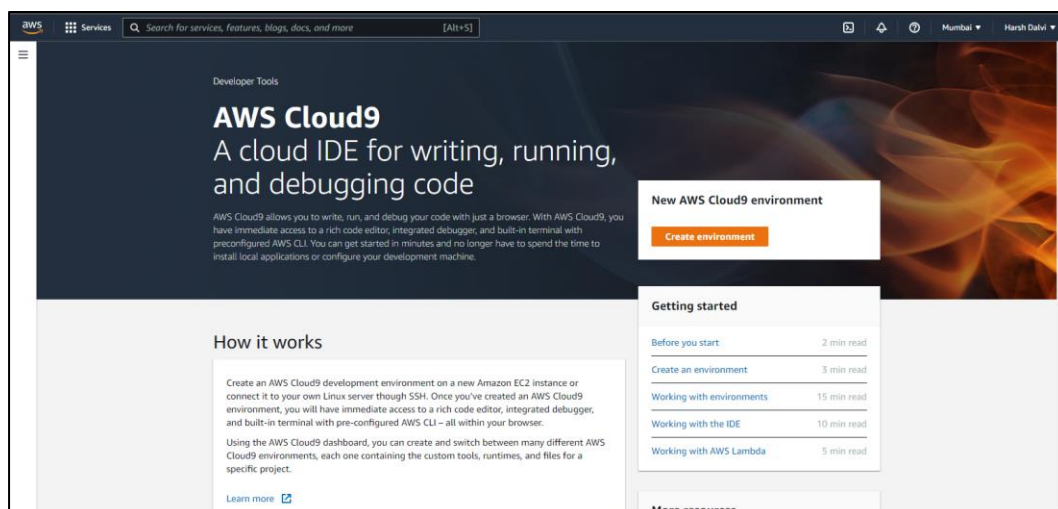 aws Services Search for services, features, blogs, docs, and more [Alt+S] Mumbai Harsh Dalvi
Developer Tools
AWS Cloud9
A cloud IDE for writing, running,
and debugging code
AWS Cloud9 allows you to write, run, and debug your code with just a browser. With AWS Cloud9, you
have immediate access to a rich code editor, integrated debugger, and built-in terminal with
preconfigured AWS CLI. You can get started in minutes and no longer have to spend the time to
install local applications or configure your development machine.
New AWS Cloud9 environment
Create environment
Getting started
Before you start 2 min read
Create an environment 3 min read
Working with environments 15 min read
Working with the IDE 10 min read
Working with AWS Lambda 5 min read
How it works
Create an AWS Cloud9 development environment on a new Amazon EC2 instance or
connect it to your own Linux server though SSH. Once you've created an AWS Cloud9
environment, you will have immediate access to a rich code editor, integrated debugger,
and built-in terminal with pre-configured AWS CLI – all within your browser.
Using the AWS Cloud9 dashboard, you can create and switch between many different AWS
Cloud9 environments, each one containing the custom tools, runtimes, and files for a
specific project.
Learn more
More resources